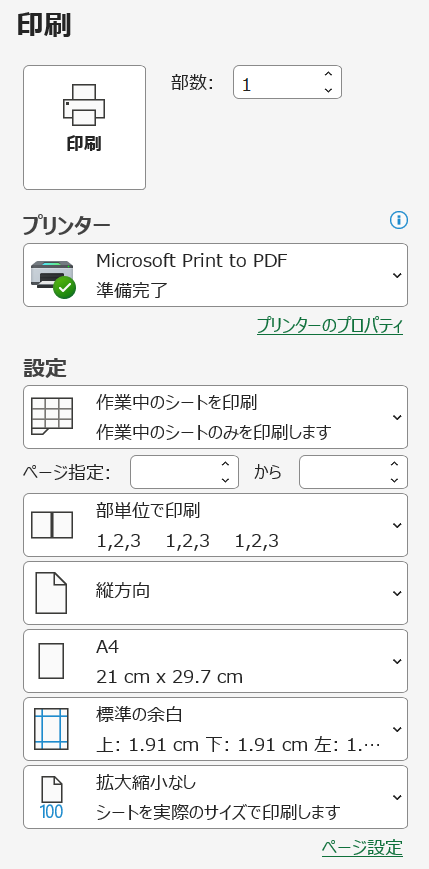 印刷
部数: 1
印刷
プリンター
Microsoft Print to PDF
準備完了
プリンターのプロパティ
設定
作業中のシートを印刷
作業中のシートのみを印刷します
ページ指定: から
部単位で印刷
1,2,3 1,2,3 1,2,3
縦方向
A4
21 cm x 29.7 cm
標準の余白
上: 1.91 cm 下: 1.91 cm 左: 1.…
拡大縮小なし
100
シートを実際のサイズで印刷します
ページ設定